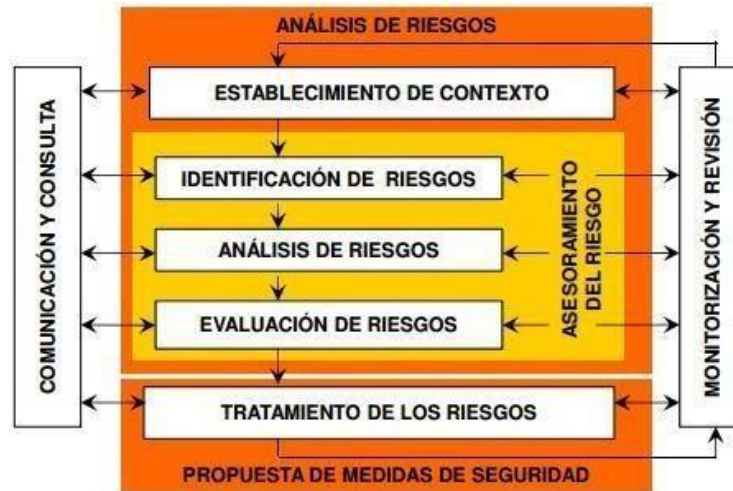 ANÁLISIS DE RIESGOS
COMUNICACIÓN Y CONSULTA
ESTABLECIMIENTO DE CONTEXTO
IDENTIFICACIÓN DE RIESGOS
ANÁLISIS DE RIESGOS
EVALUACIÓN DE RIESGOS
ASESORAMIENTO
DEL RIESGO
MONITORIZACIÓN Y REVISIÓN
TRATAMIENTO DE LOS RIESGOS
PROPUESTA DE MEDIDAS DE SEGURIDAD